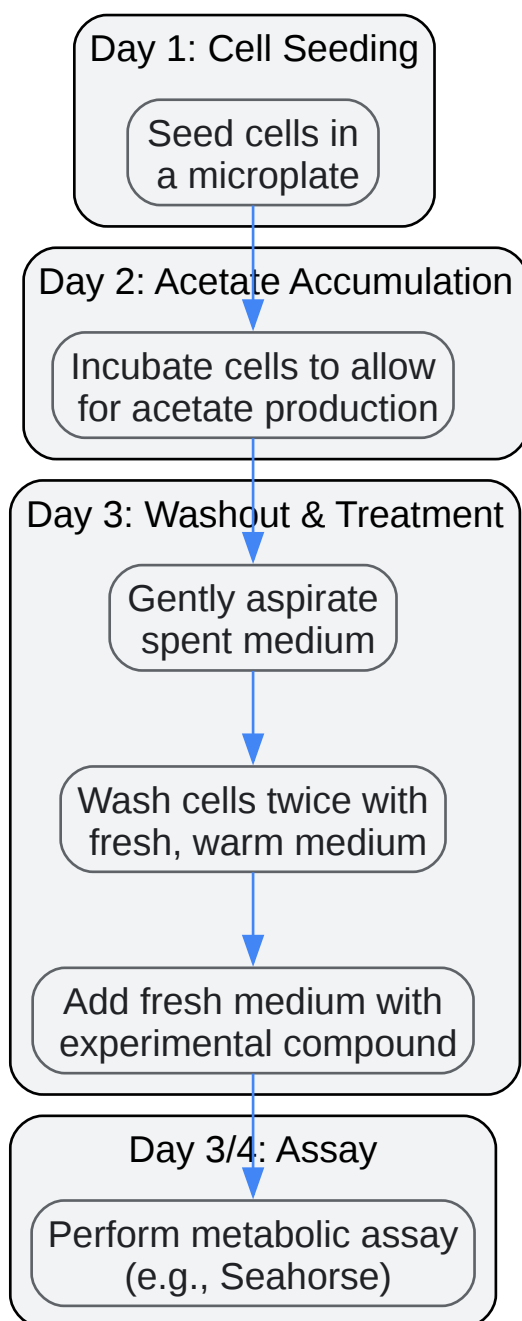 Day 1: Cell Seeding
Seed cells in
a microplate
Day 2: Acetate Accumulation
Incubate cells to allow
for acetate production
Day 3: Washout & Treatment
Gently aspirate
spent medium
Wash cells twice with
fresh, warm medium
Add fresh medium with
experimental compound
Day 3/4: Assay
Perform metabolic assay
(e.g., Seahorse)